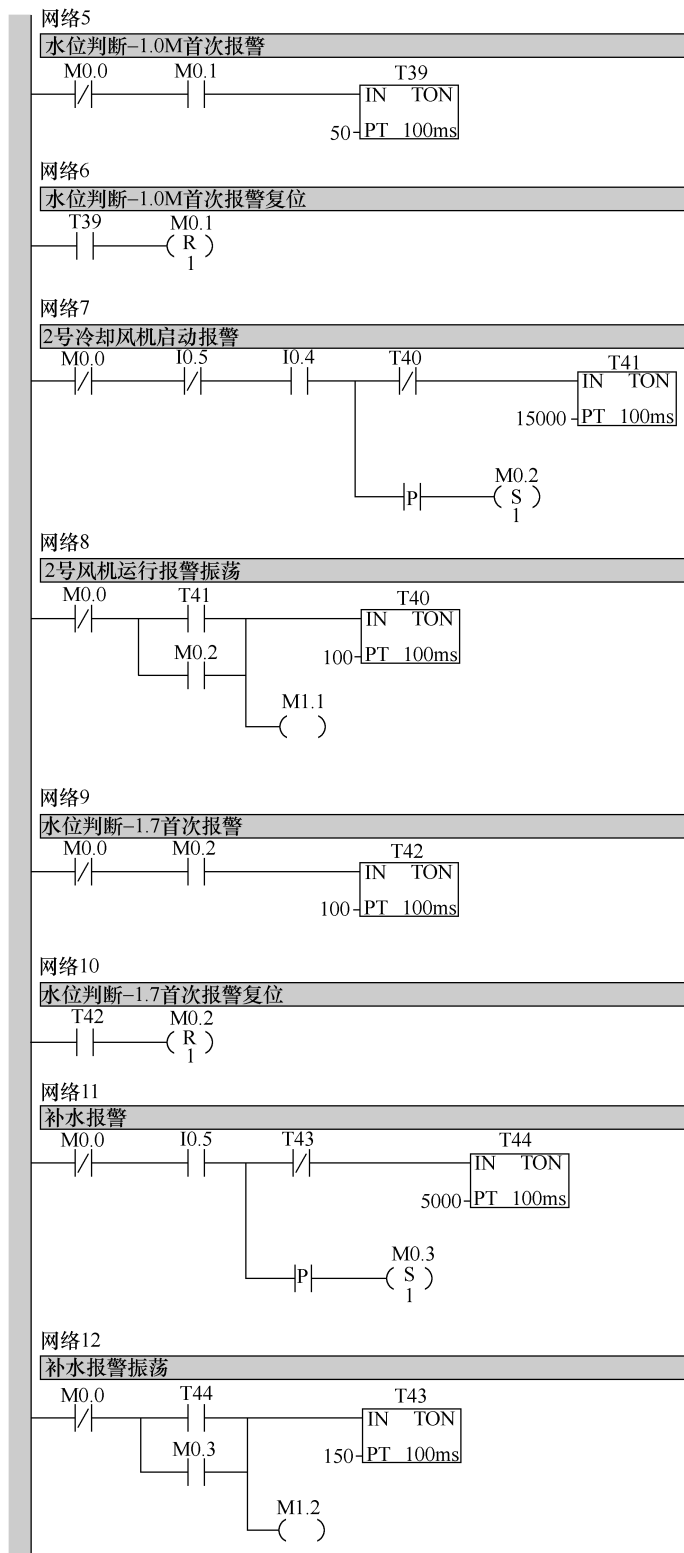 网络5
水位判断–1.0M首次报警
M0.0 M0.1 T39
IN TON
50 PT 100ms
网络6
水位判断–1.0M首次报警复位
T39 M0.1
R
1
网络7
2号冷却风机启动报警
M0.0 I0.5 I0.4 T40 T41
IN TON
15000 PT 100ms
P M0.2
S
1
网络8
2号风机运行报警振荡
M0.0 T41 T40
IN TON
M0.2 100 PT 100ms
M1.1
网络9
水位判断–1.7首次报警
M0.0 M0.2 T42
IN TON
100 PT 100ms
网络10
水位判断–1.7首次报警复位
T42 M0.2
R
1
网络11
补水报警
M0.0 I0.5 T43 T44
IN TON
5000 PT 100ms
P M0.3
S
1
网络12
补水报警振荡
M0.0 T44 T43
IN TON
M0.3 150 PT 100ms
M1.2